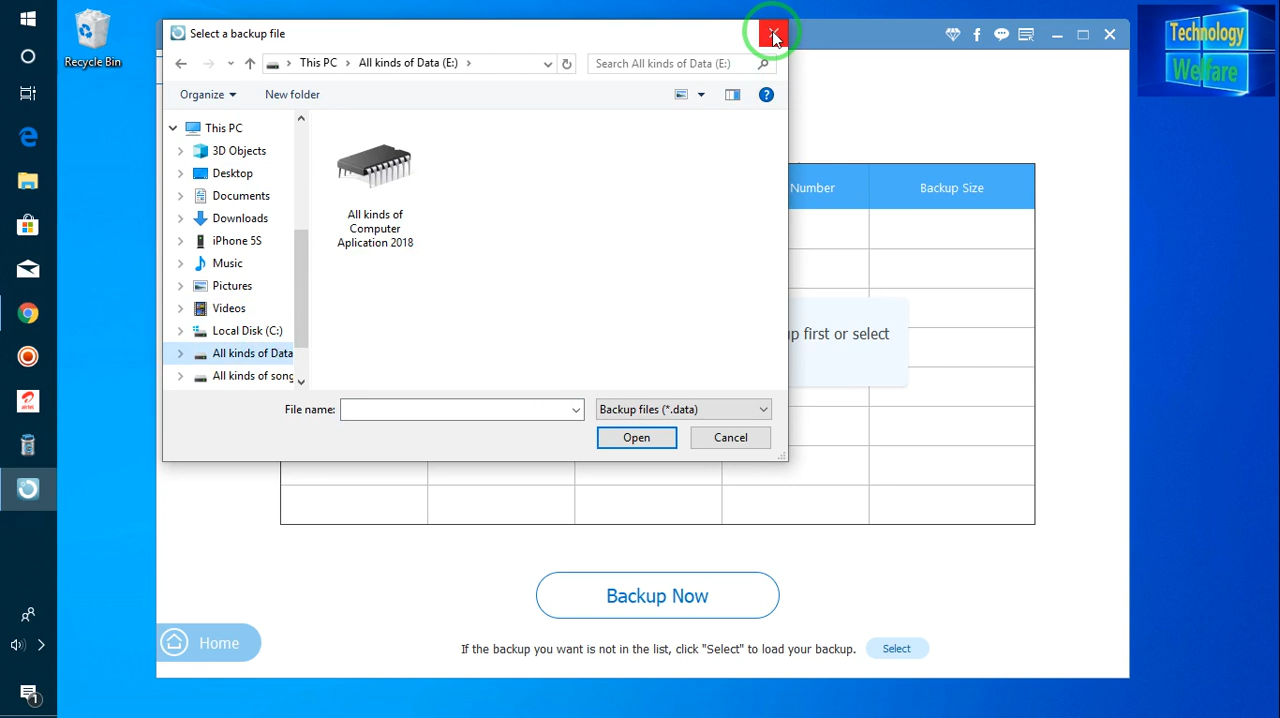 Recycle Bin
Select a backup file
This PC
All kinds of Data (E:)
Search All kinds of Data (E:)
Organize
New folder
This PC
3D Objects
Desktop
Documents
Downloads
iPhone 5S
Music
Pictures
Videos
Local Disk (C:)
All kinds of Data
All kinds of song
All kinds of
Computer
Aplication 2018
File name:
Backup files (*.data)
Open
Cancel
Number
Backup Size
up first or select
Backup Now
Home
If the backup you want is not in the list, click "Select" to load your backup.
Select
Technology
Welfare
airtel
1